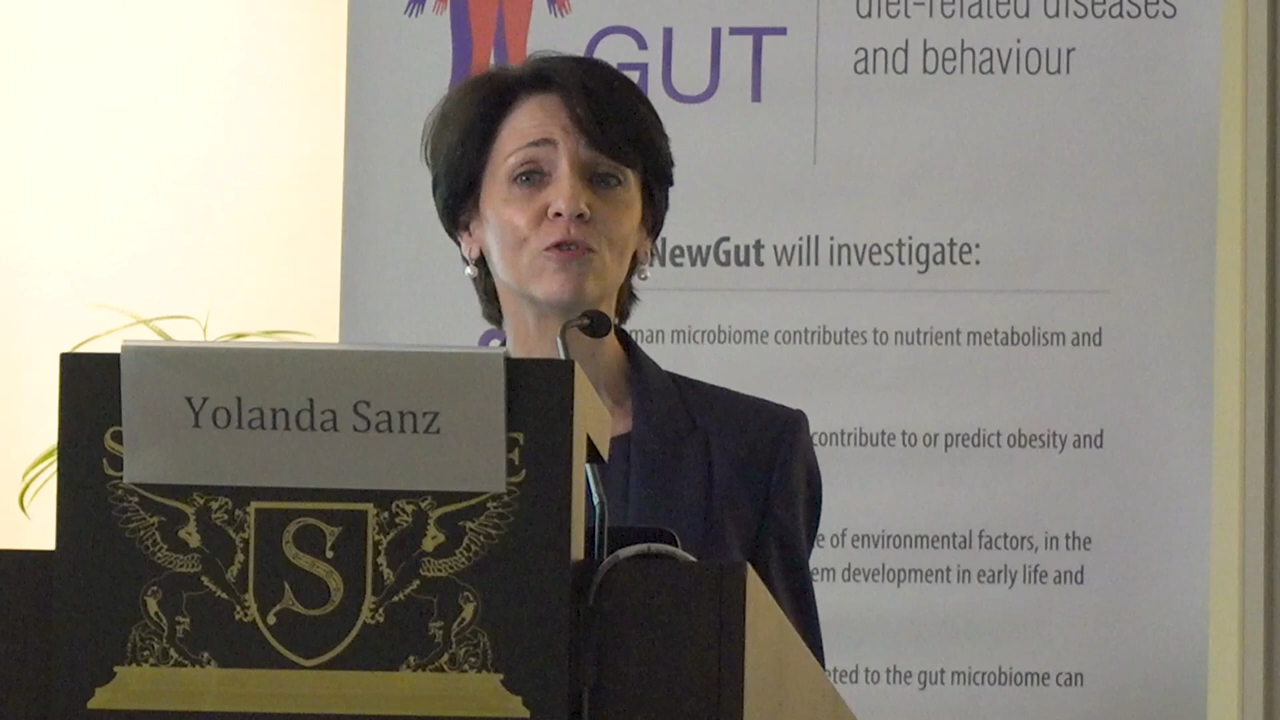 GUT
diet-related diseases
and behaviour
NewGut will investigate:
man microbiome contributes to nutrient metabolism and
contribute to or predict obesity and
e of environmental factors, in the
em development in early life and
eted to the gut microbiome can
Yolanda Sanz
S E
S